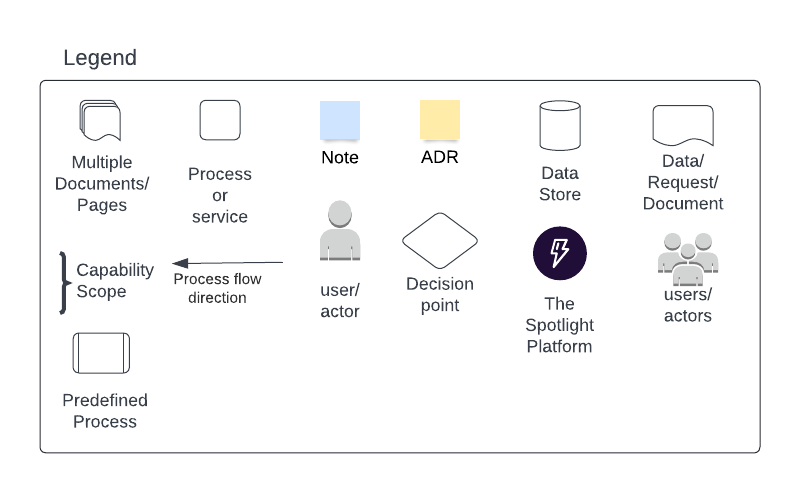 Legend
Multiple
Documents/
Pages
Process
or
service
Note
ADR
Data
Store
Data/
Request/
Document
Capability
Scope
Process flow
direction
user/
actor
Decision
point
The
Spotlight
Platform
users/
actors
Predefined
Process